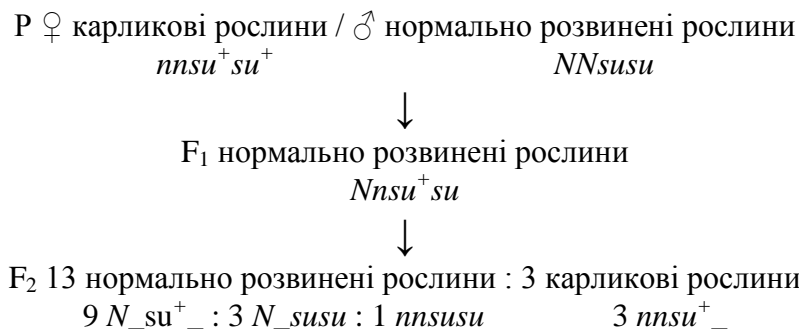 P ♀ карликові рослини / ♂ нормально розвинені рослини
nnsu⁺su⁺ NNsusu
↓
F₁ нормально розвинені рослини
Nnsu⁺su
↓
F₂ 13 нормально розвинені рослини : 3 карликові рослини
9 N_su⁺_ : 3 N_susu : 1 nnsusu 3 nnsu⁺_